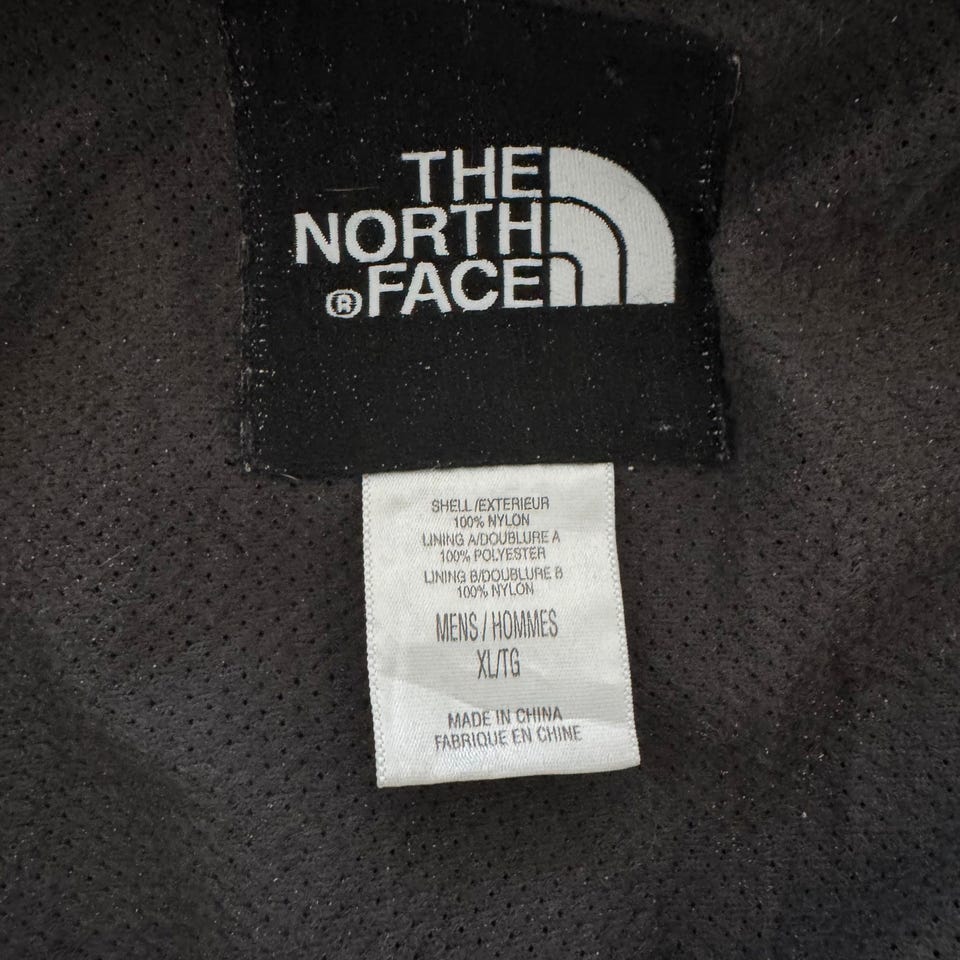 THE
NORTH
®FACE
SHELL/EXTERIEUR
100% NYLON
LINING A/DOUBLURE A
100% POLYESTER
LINING B/DOUBLURE B
100% NYLON
MENS/HOMMES
XL/TG
MADE IN CHINA
FABRIQUE EN CHINE